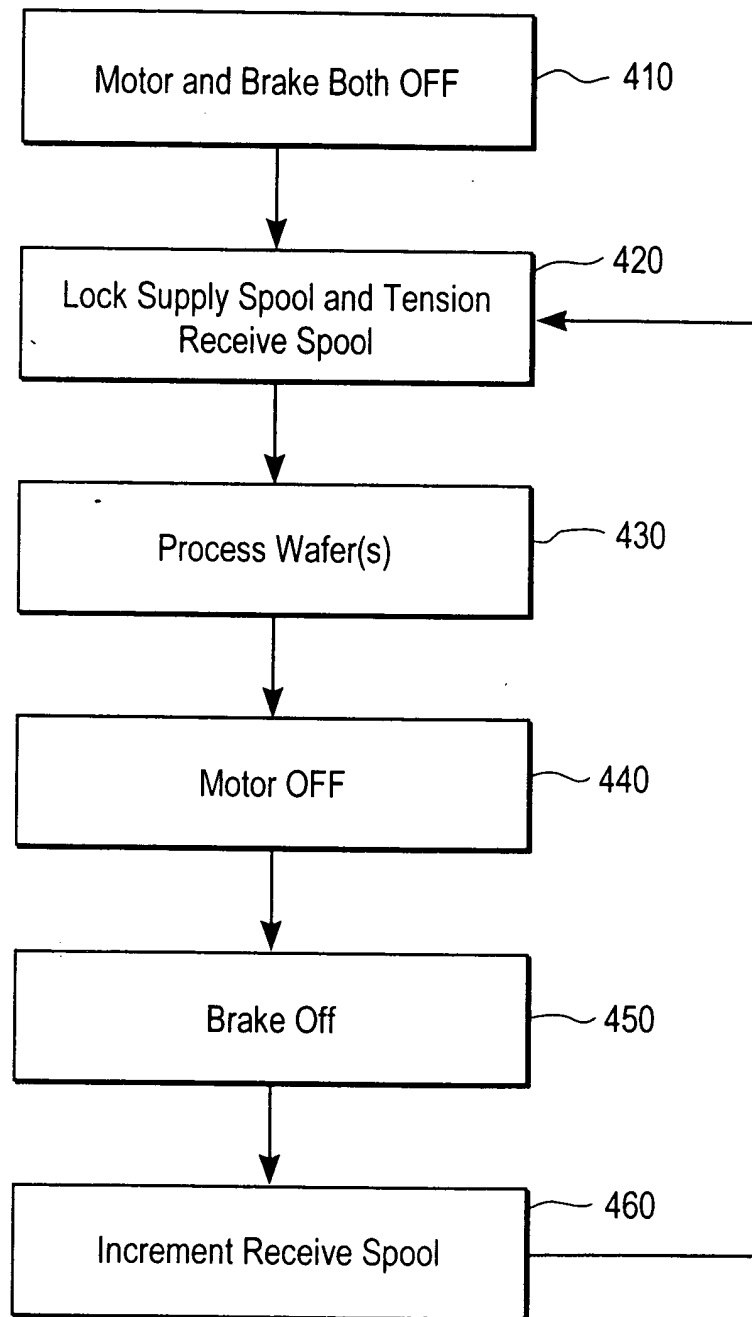 Motor and Brake Both OFF
410
420
Lock Supply Spool and Tension
Receive Spool
Process Wafer(s)
430
Motor OFF
440
Brake Off
450
460
Increment Receive Spool